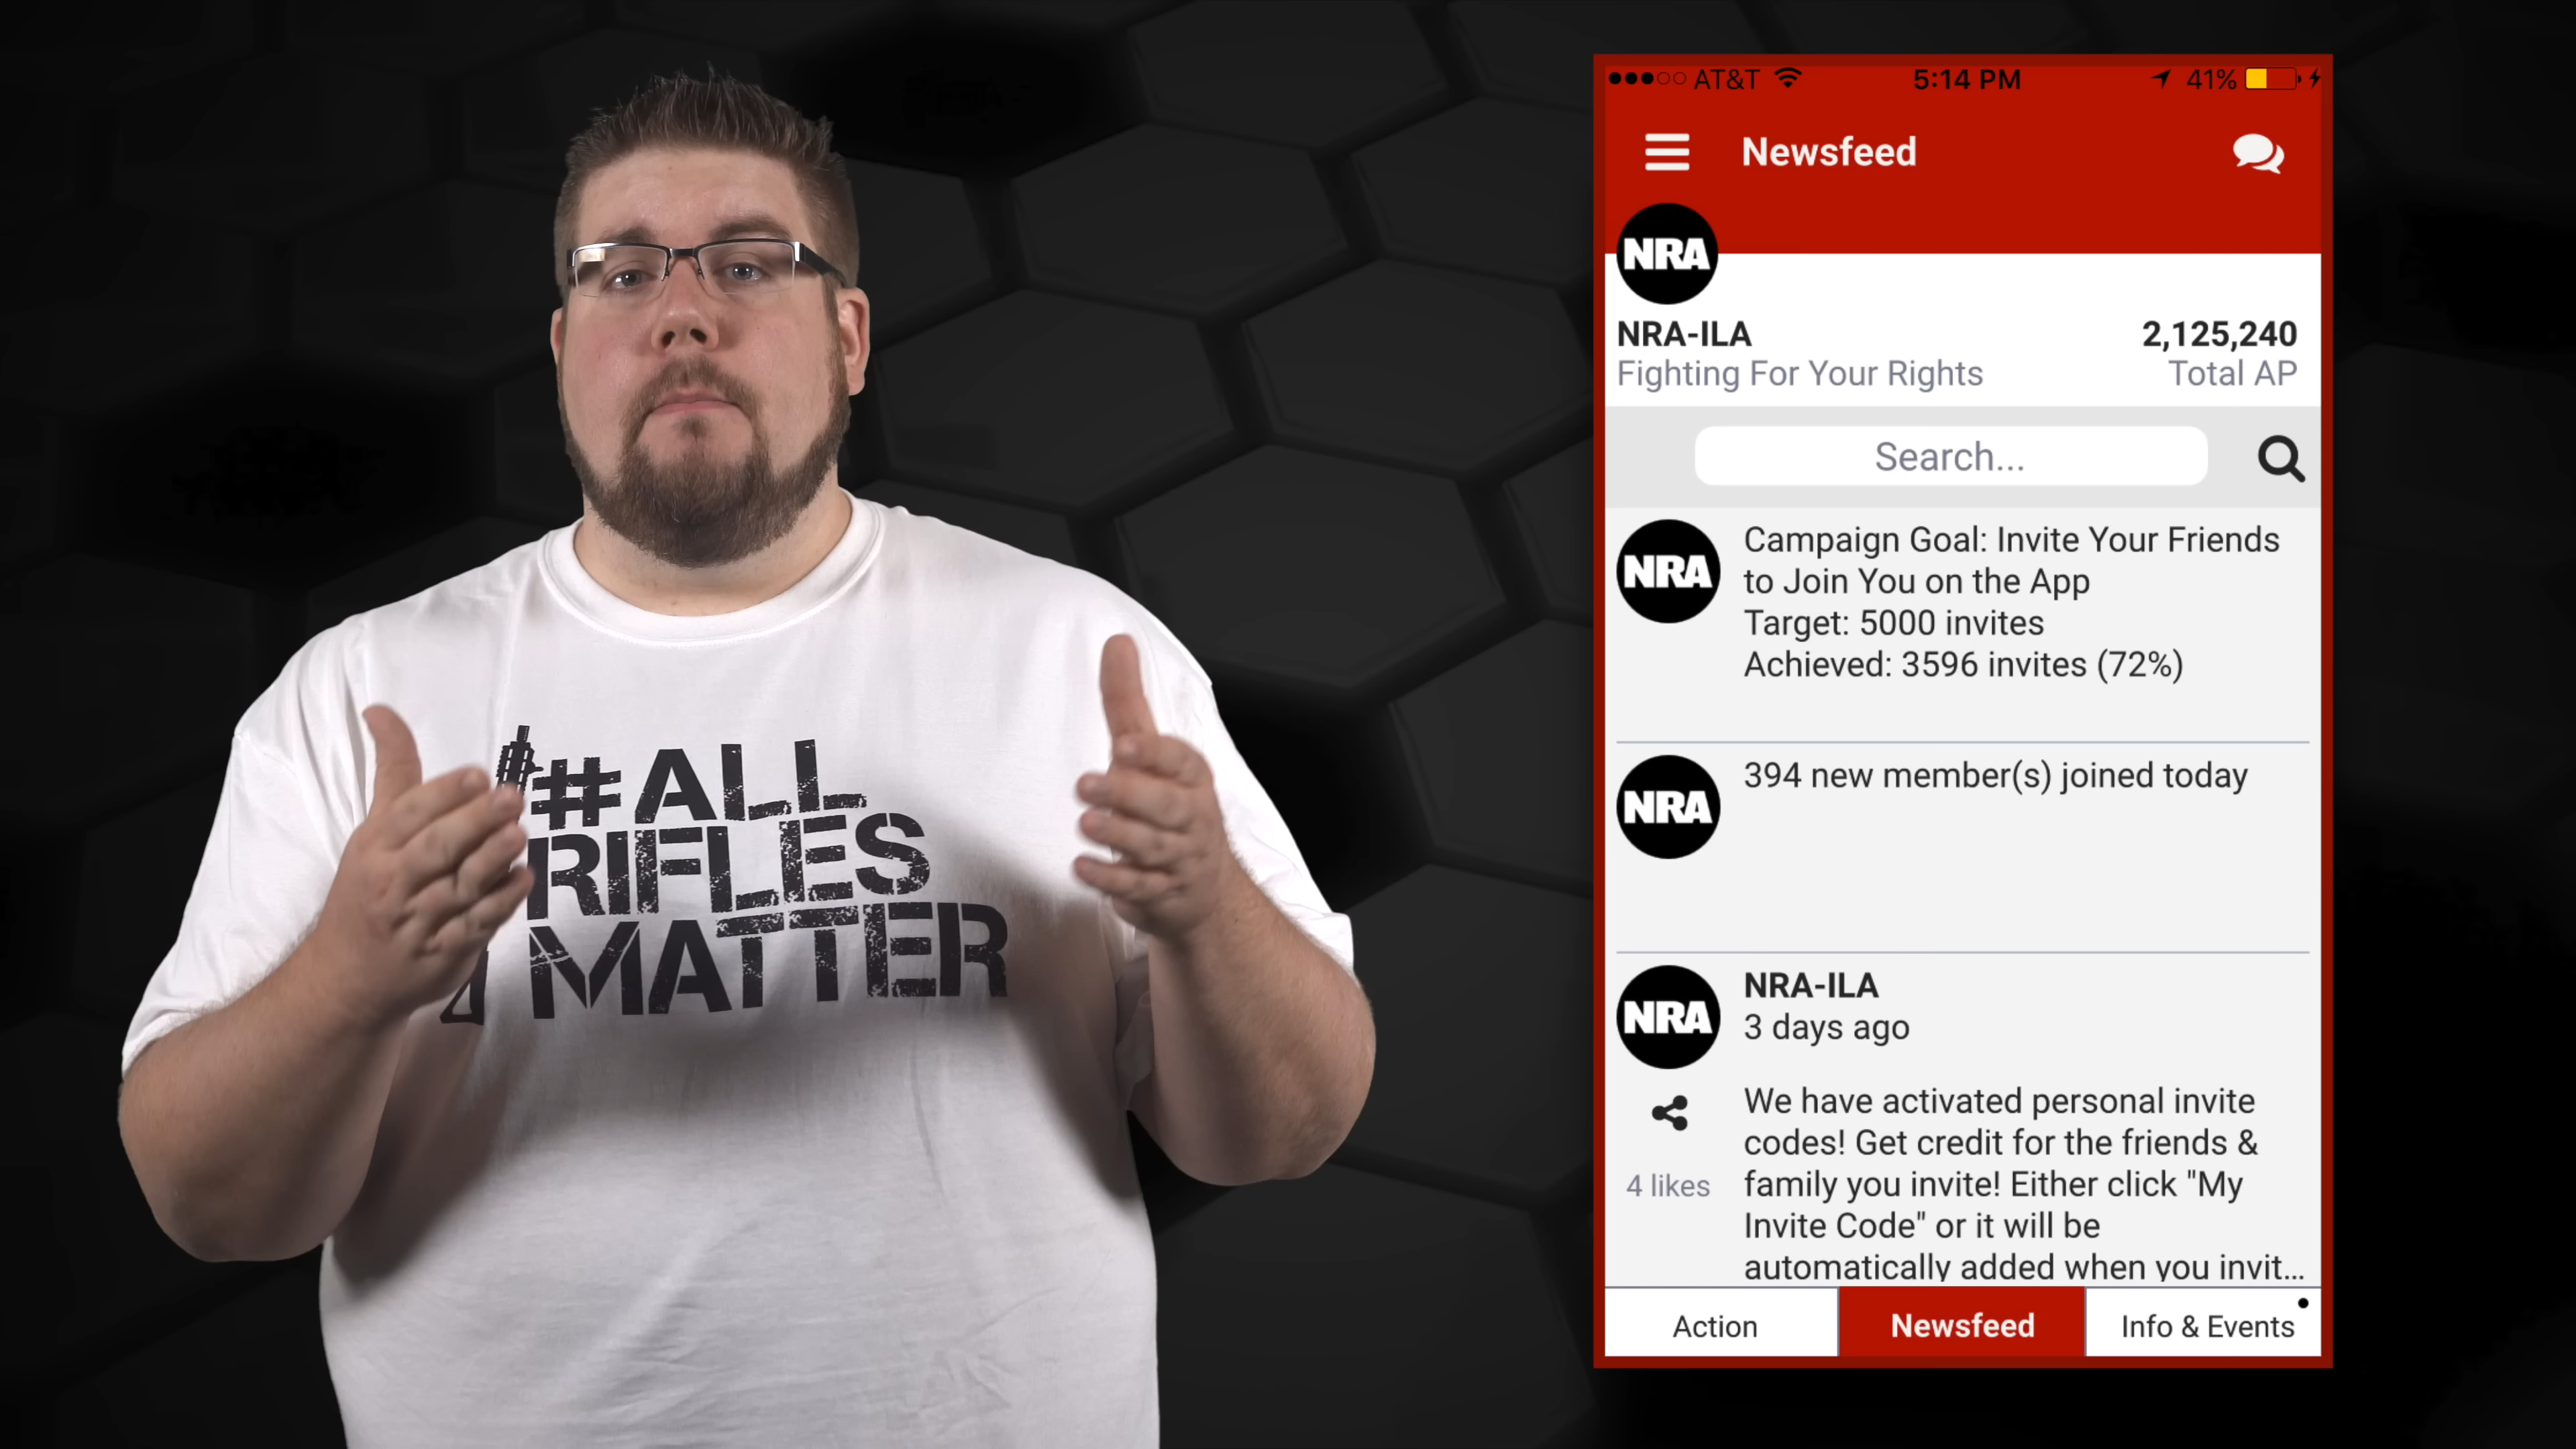 #ALL
RIFLES
MATTER
AT&T 5:14 PM 41%
Newsfeed
NRA
NRA-ILA 2,125,240
Fighting For Your Rights Total AP
Search...
NRA
Campaign Goal: Invite Your Friends
to Join You on the App
Target: 5000 invites
Achieved: 3596 invites (72%)
NRA
394 new member(s) joined today
NRA
NRA-ILA
3 days ago
We have activated personal invite
codes! Get credit for the friends &
4 likes family you invite! Either click "My
Invite Code" or it will be
automatically added when you invit...
Action Newsfeed Info & Events